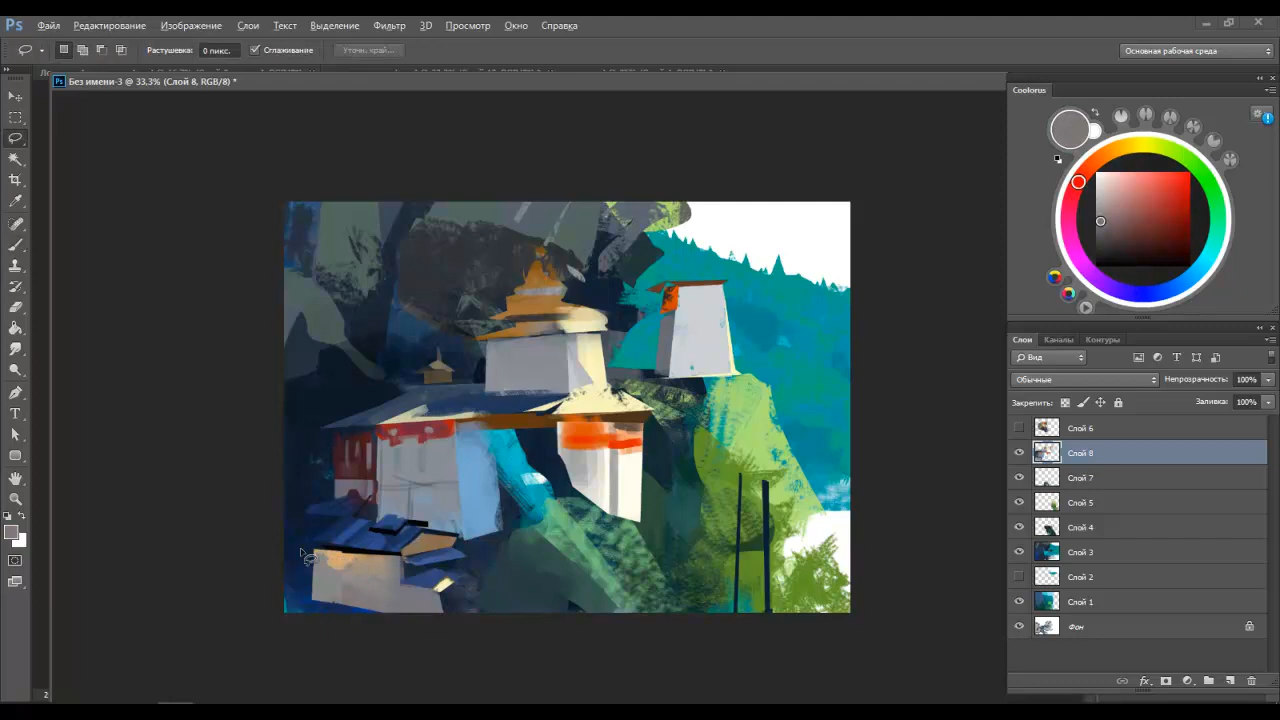 Ps Файл Редактирование Изображение Слои Текст Выделение Фильтр 3D Просмотр Окно Справка
Растушевка: 0 пикс. Сглаживание Уточн. край... Основная рабочая среда
Ps Без имени-3 @ 33,3% (Слой 8, RGB/8) *
Coolorus
Слои Каналы Контуры
Вид
Обычные Непрозрачность: 100%
Закрепить: Заливка: 100%
Слой 6
Слой 8
Слой 7
Слой 5
Слой 4
Слой 3
Слой 2
Слой 1
Фон
2